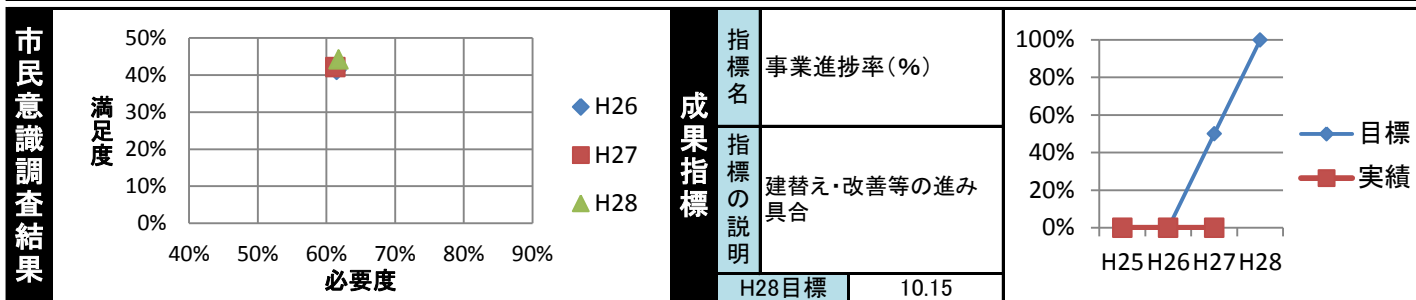 市民意識調査結果
50%
40%
30%
20%
10%
0%
満足度
40% 50% 60% 70% 80% 90%
必要度
H26
H27
H28
成果指標
指標名
事業進捗率(%)
指標の説明
建替え・改善等の進み
具合
H28目標 10.15
100%
80%
60%
40%
20%
0%
H25 H26 H27 H28
目標
実績